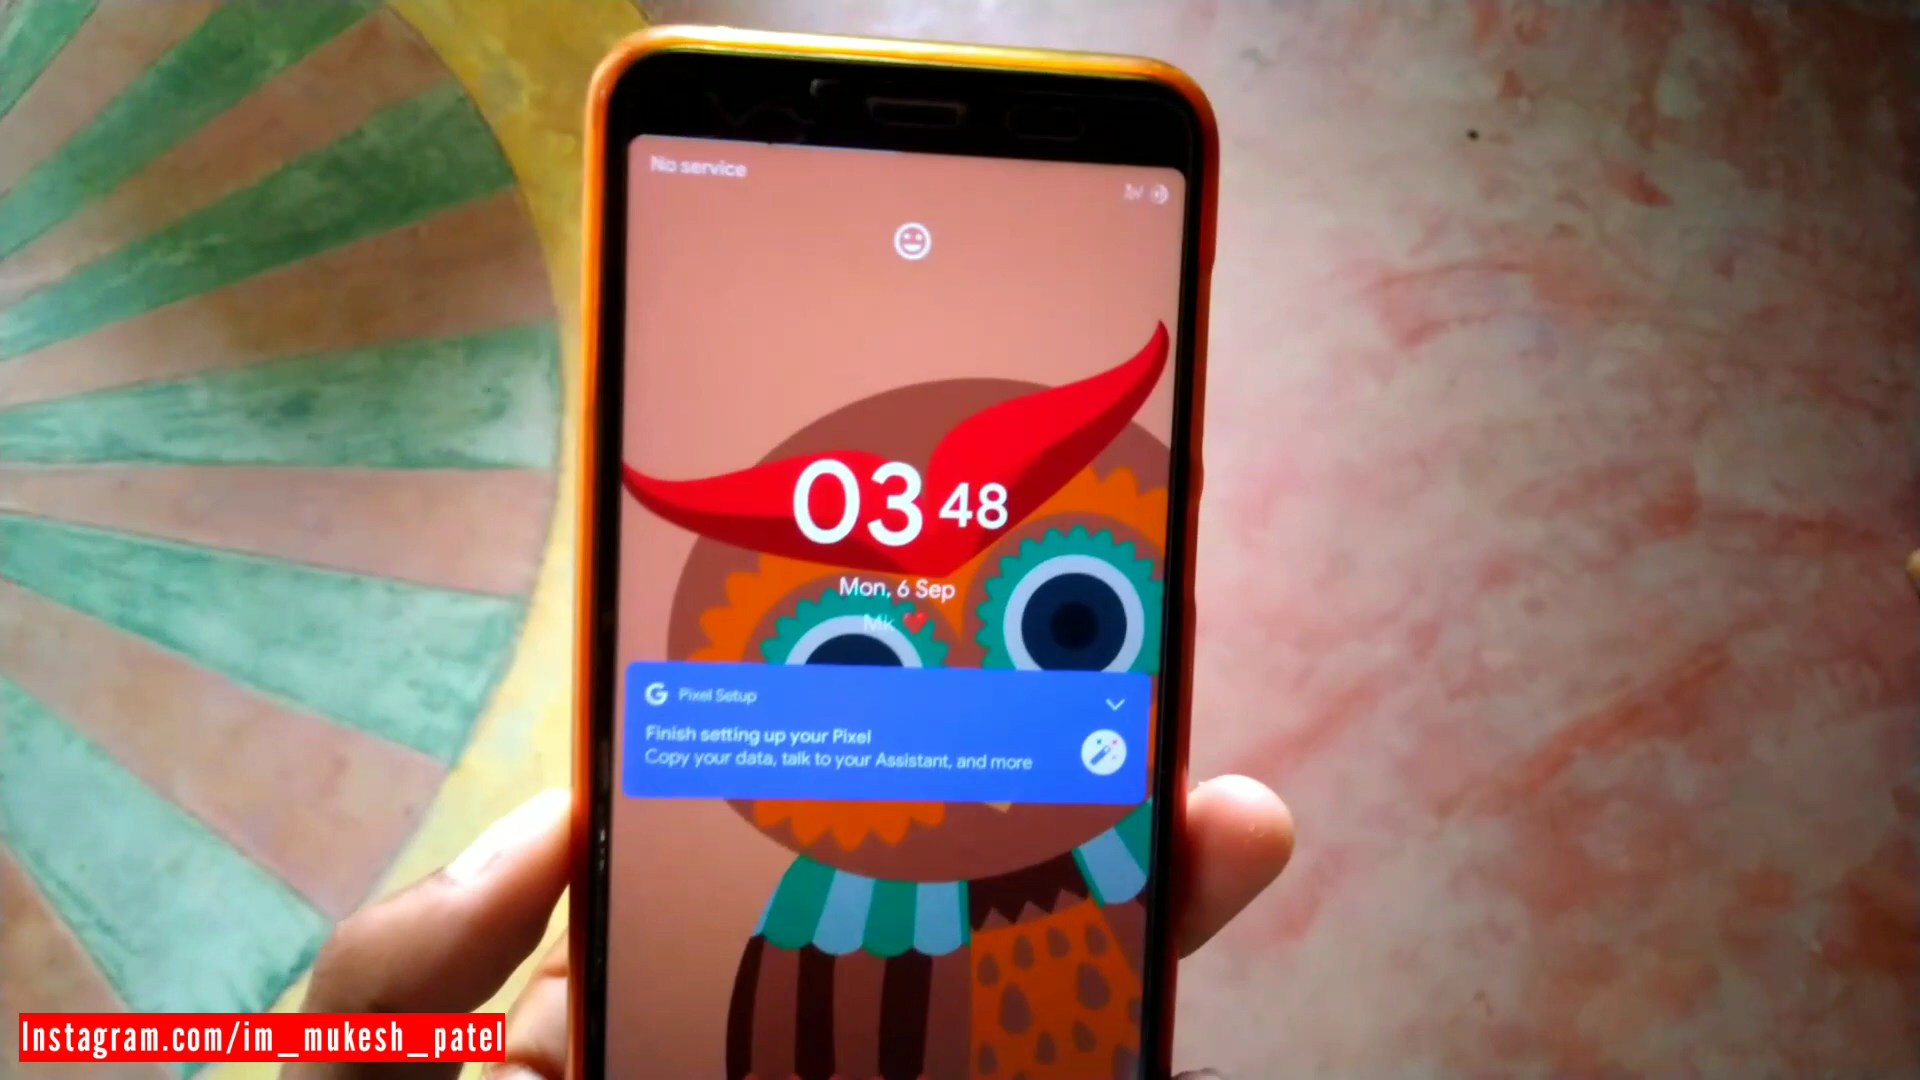 No service
03 48
Mon, 6 Sep
Mk ❤️
G Pixel Setup
Finish setting up your Pixel
Copy your data, talk to your Assistant, and more
Instagram.com/im_mukesh_patel